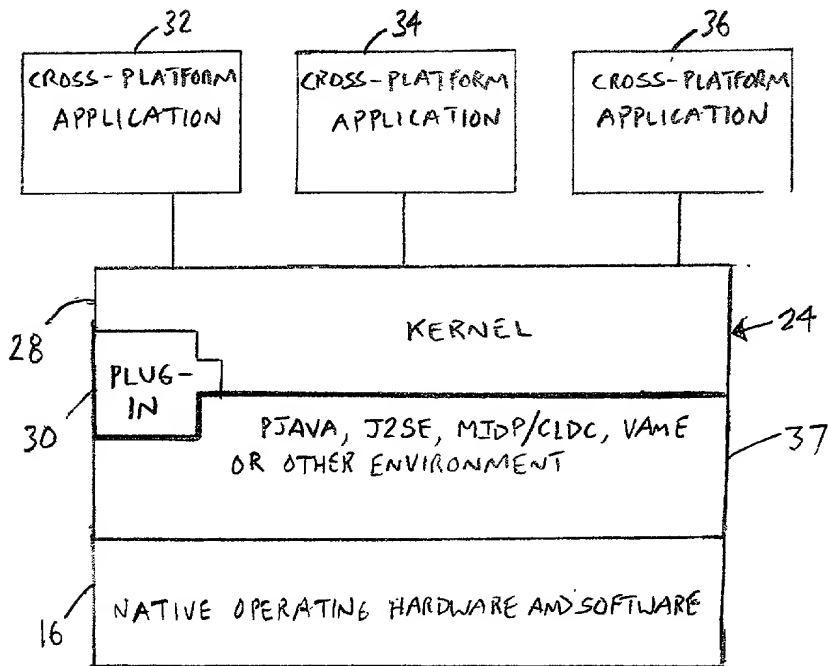 32
34
36
CROSS-PLATFORM
APPLICATION
CROSS-PLATFORM
APPLICATION
CROSS-PLATFORM
APPLICATION
KERNEL
24
28
PLUG-
IN
30
PJAVA, J2SE, MIDP/CLDC, VAME
OR OTHER ENVIRONMENT
37
NATIVE OPERATING HARDWARE AND SOFTWARE
16